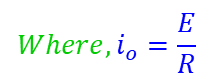 Where, i_o = E/R